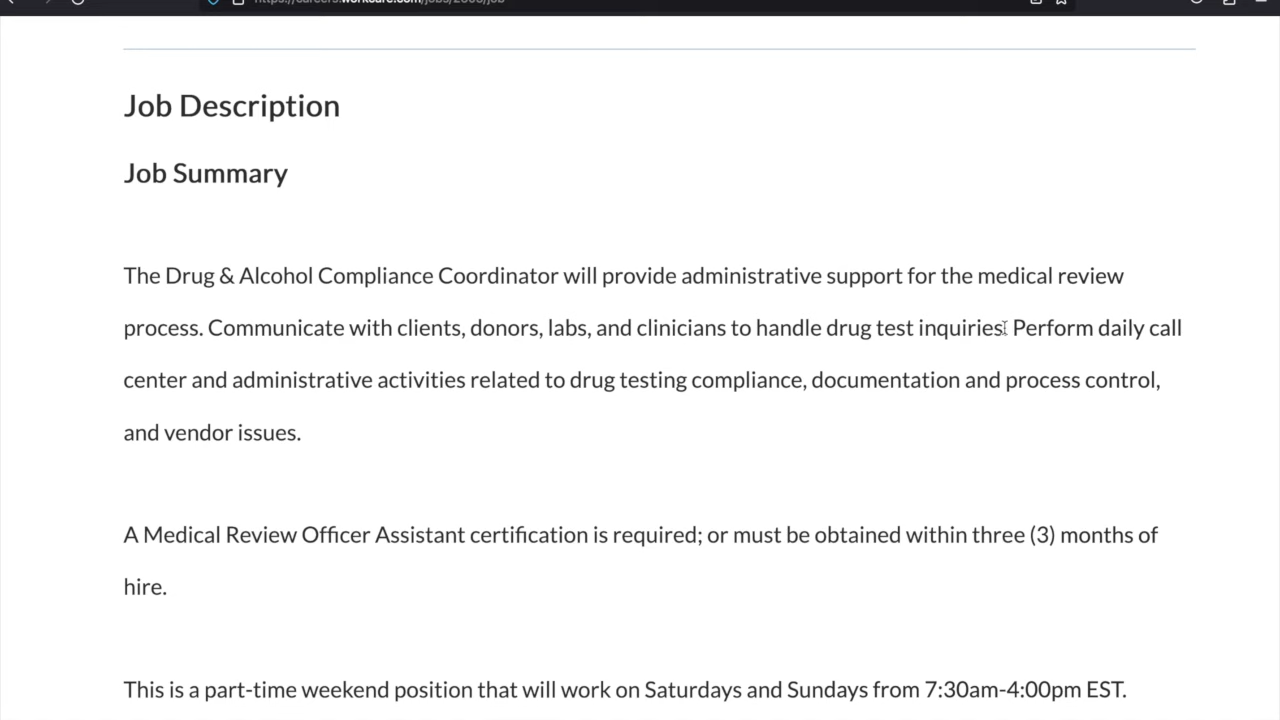 Job Description
Job Summary
The Drug & Alcohol Compliance Coordinator will provide administrative support for the medical review
process. Communicate with clients, donors, labs, and clinicians to handle drug test inquiries. Perform daily call
center and administrative activities related to drug testing compliance, documentation and process control,
and vendor issues.
A Medical Review Officer Assistant certification is required; or must be obtained within three (3) months of
hire.
This is a part-time weekend position that will work on Saturdays and Sundays from 7:30am-4:00pm EST.